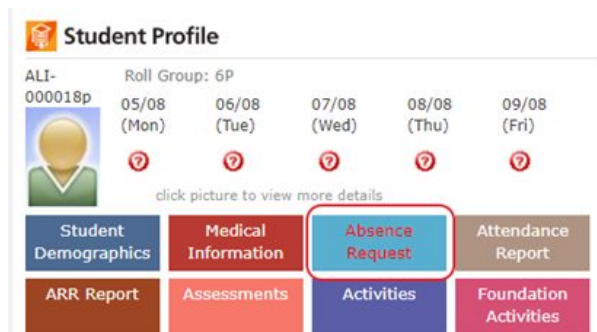 Student Profile
ALI-
000018p
Roll Group: 6P
05/08 06/08 07/08 08/08 09/08
(Mon) (Tue) (Wed) (Thu) (Fri)
? ? ? ? ?
click picture to view more details
Student Demographics
Medical Information
Absence Request
Attendance Report
ARR Report
Assessments
Activities
Foundation Activities